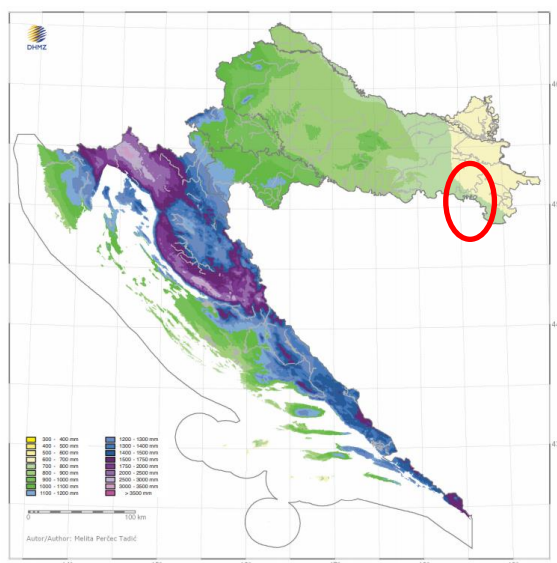 DHMZ
300 - 400 mm
400 - 500 mm
500 - 600 mm
600 - 700 mm
700 - 800 mm
800 - 900 mm
900 - 1000 mm
1000 - 1100 mm
1100 - 1200 mm
1200 - 1300 mm
1300 - 1400 mm
1400 - 1500 mm
1500 - 1750 mm
1750 - 2000 mm
2000 - 2500 mm
2500 - 3000 mm
3000 - 3500 mm
> 3500 mm
0
100 km
Autor/Author: Melita Perčec Tadić